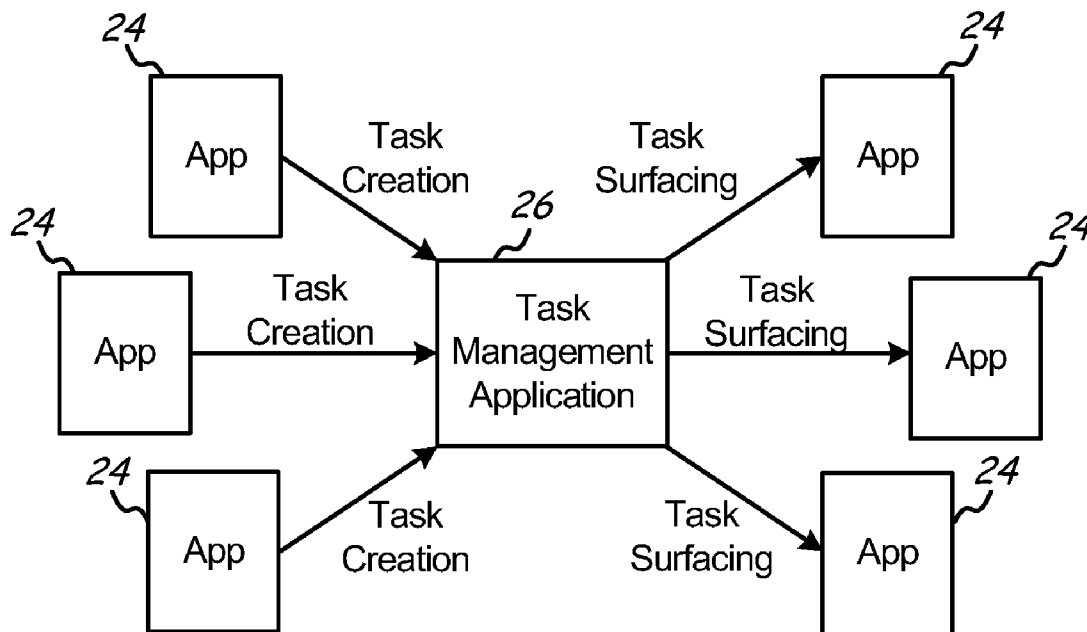 24
App
Task
Creation
24
App
Task
Creation
24
App
Task
Creation
26
Task
Management
Application
Task
Surfacing
24
App
Task
Surfacing
24
App
Task
Surfacing
24
App